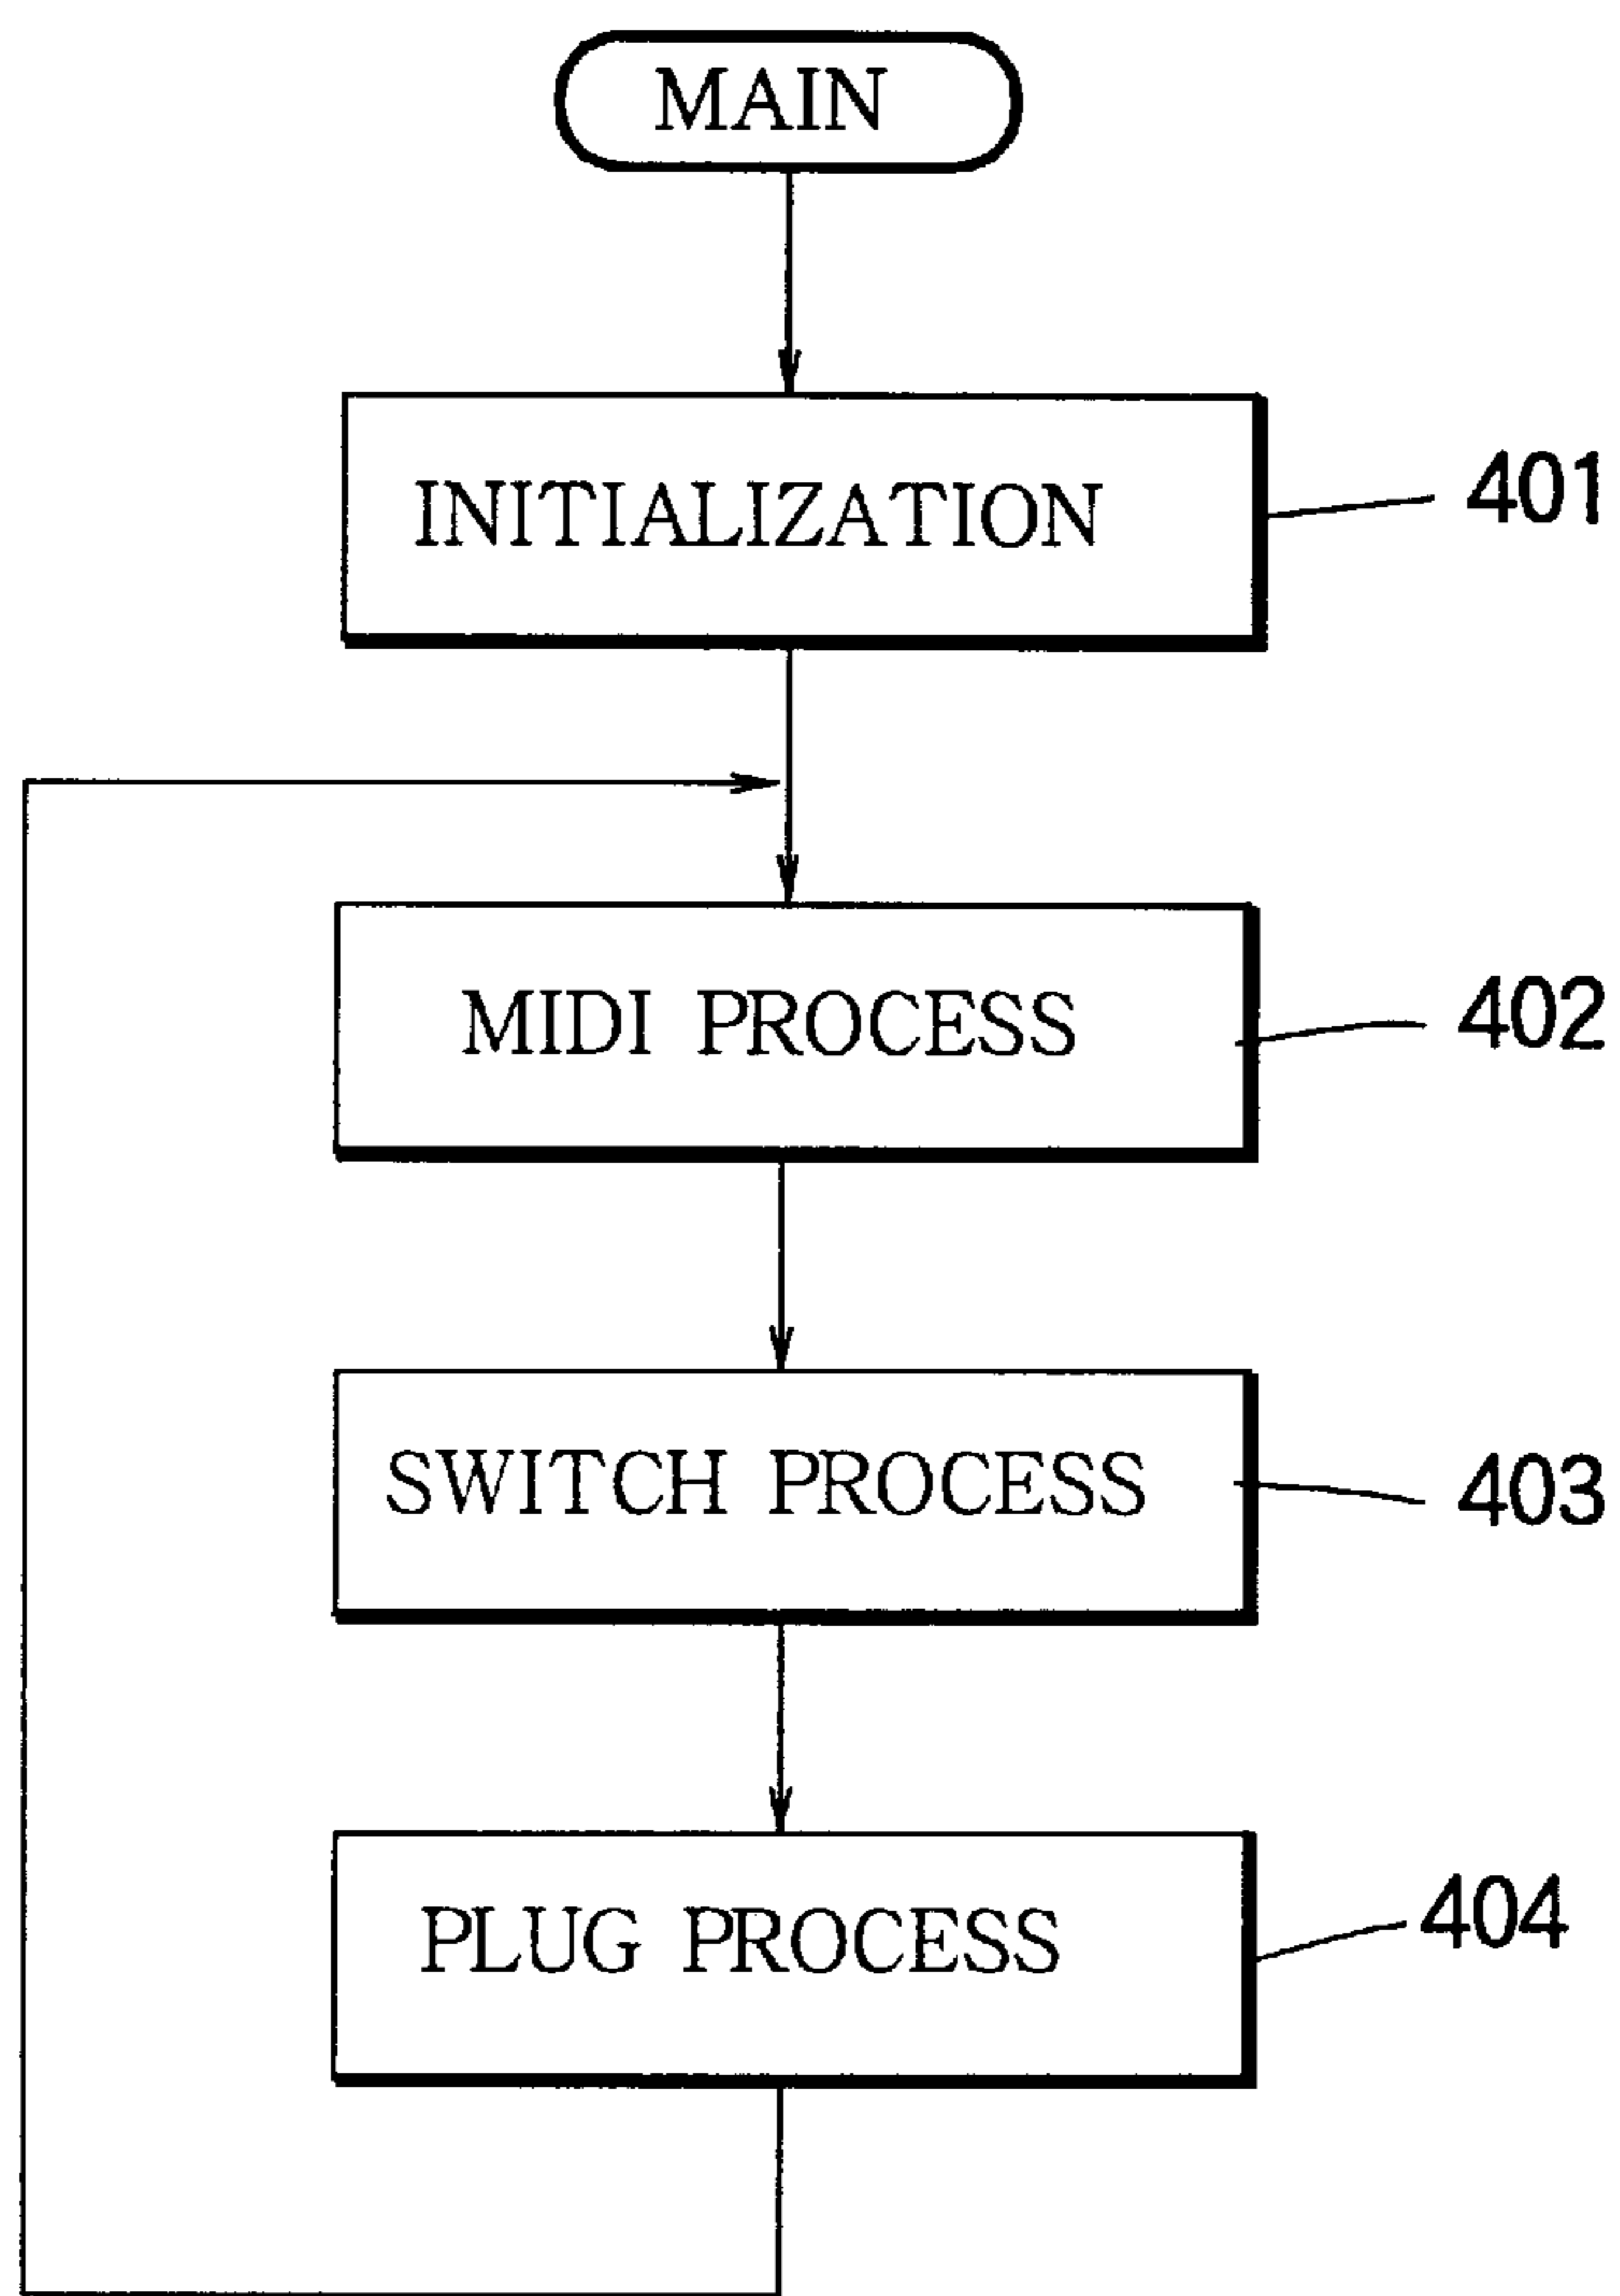 MAIN
INITIALIZATION
401
MIDI PROCESS
402
SWITCH PROCESS
403
PLUG PROCESS
404